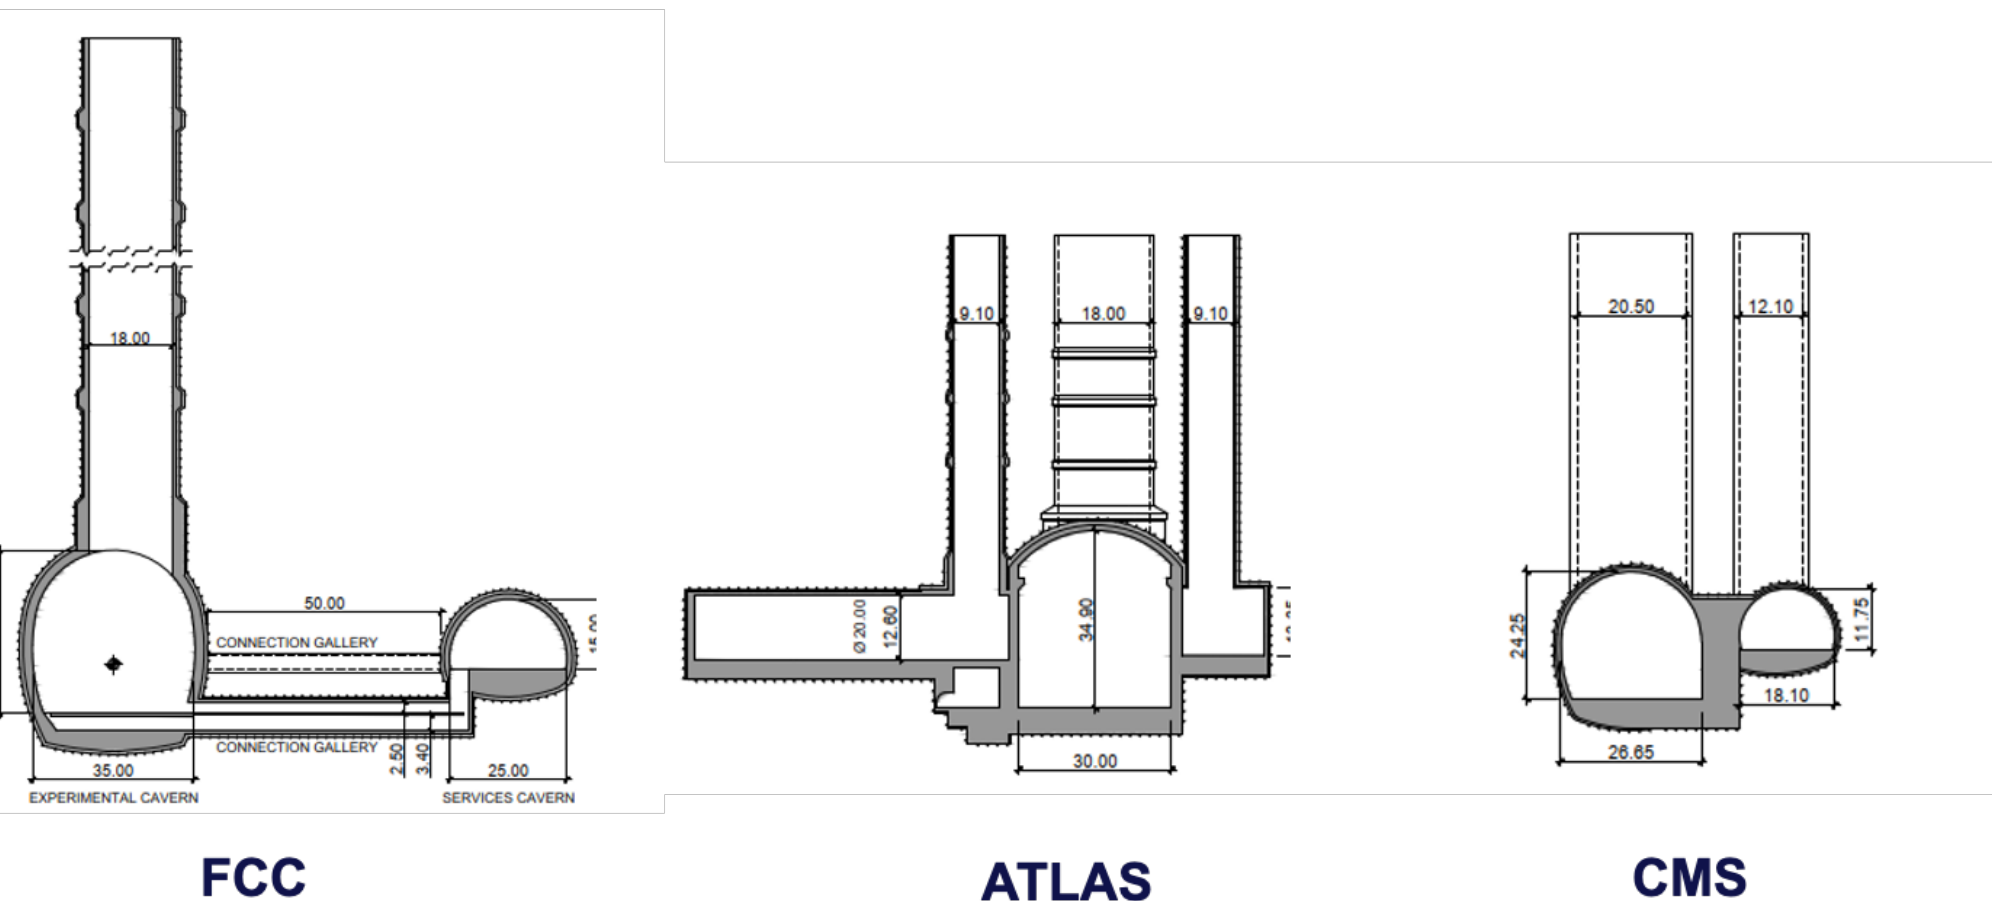 18.00
50.00
CONNECTION GALLERY
15.00
CONNECTION GALLERY
2.50
3.40
35.00
25.00
EXPERIMENTAL CAVERN
SERVICES CAVERN
FCC
9.10
18.00
9.10
Ø 20.00
12.60
34.90
30.00
ATLAS
20.50
12.10
24.25
11.75
18.10
26.65
CMS